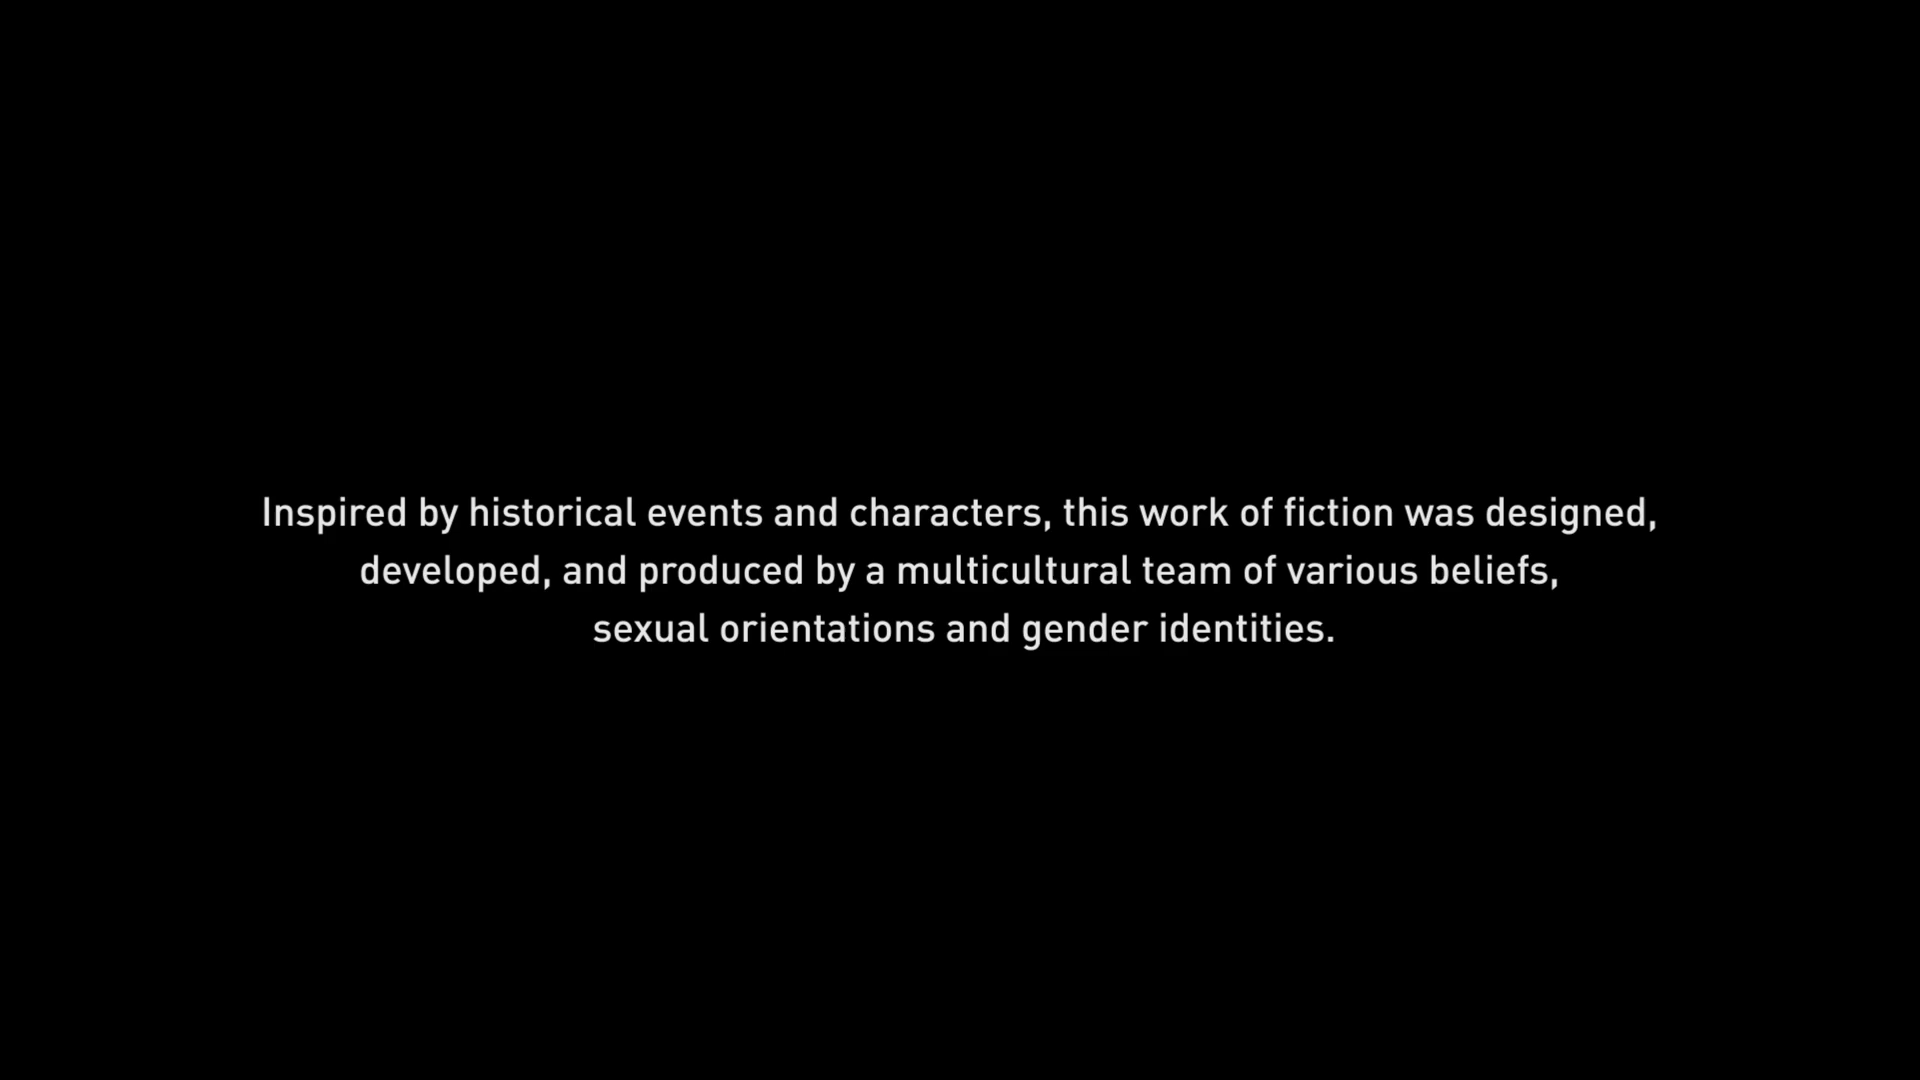 Inspired by historical events and characters, this work of fiction was designed,
developed, and produced by a multicultural team of various beliefs,
sexual orientations and gender identities.